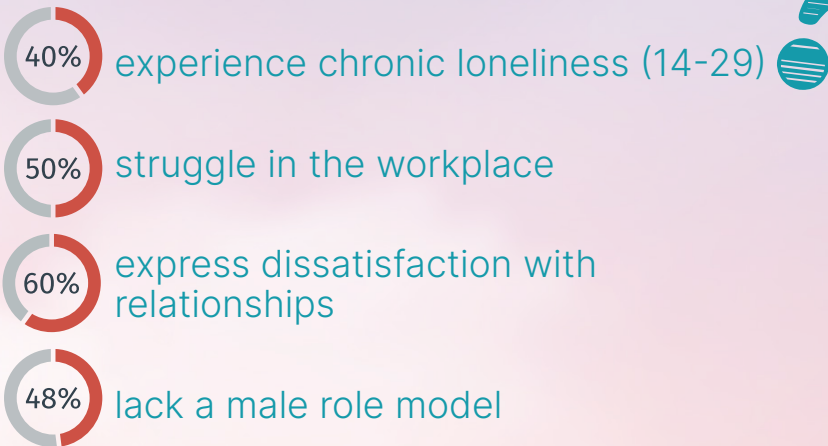 40% experience chronic loneliness (14-29)
50% struggle in the workplace
60% express dissatisfaction with
relationships
48% lack a male role model